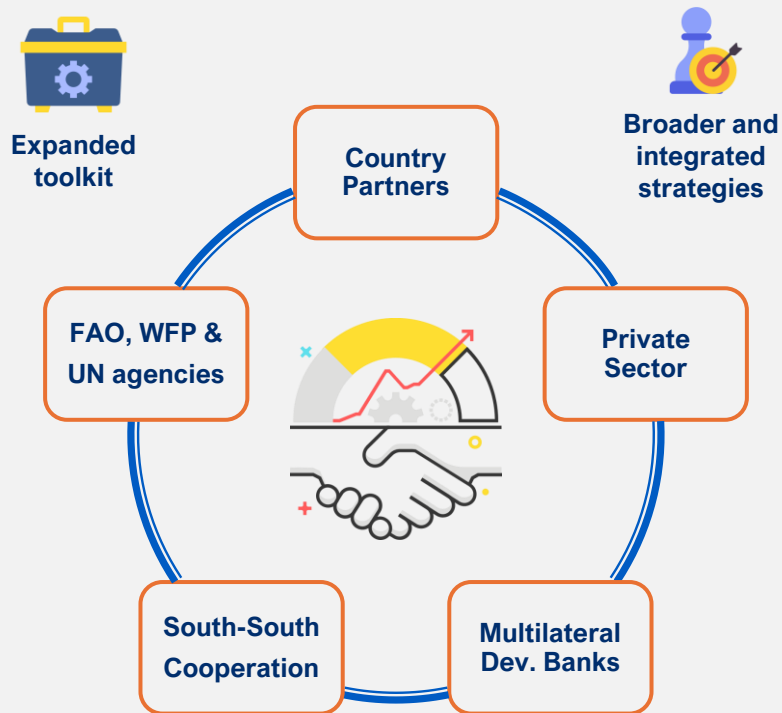 Expanded
toolkit
Broader and
integrated
strategies
Country
Partners
FAO, WFP &
UN agencies
Private
Sector
South-South
Cooperation
Multilateral
Dev. Banks